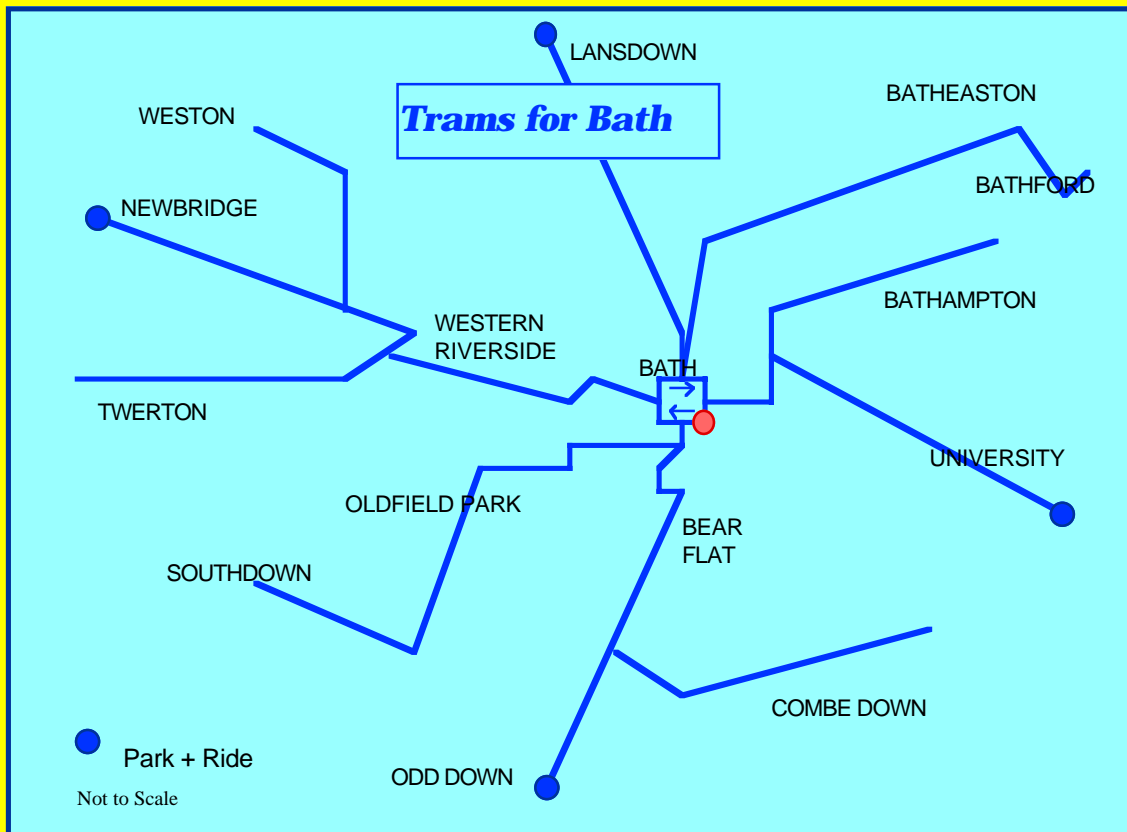 LANSDOWN
Trams for Bath
BATHEASTON
WESTON
BATHFORD
NEWBRIDGE
BATHAMPTON
WESTERN
RIVERSIDE
BATH
TWERTON
UNIVERSITY
OLDFIELD PARK
BEAR
FLAT
SOUTHDOWN
COMBE DOWN
Park + Ride
ODD DOWN
Not to Scale